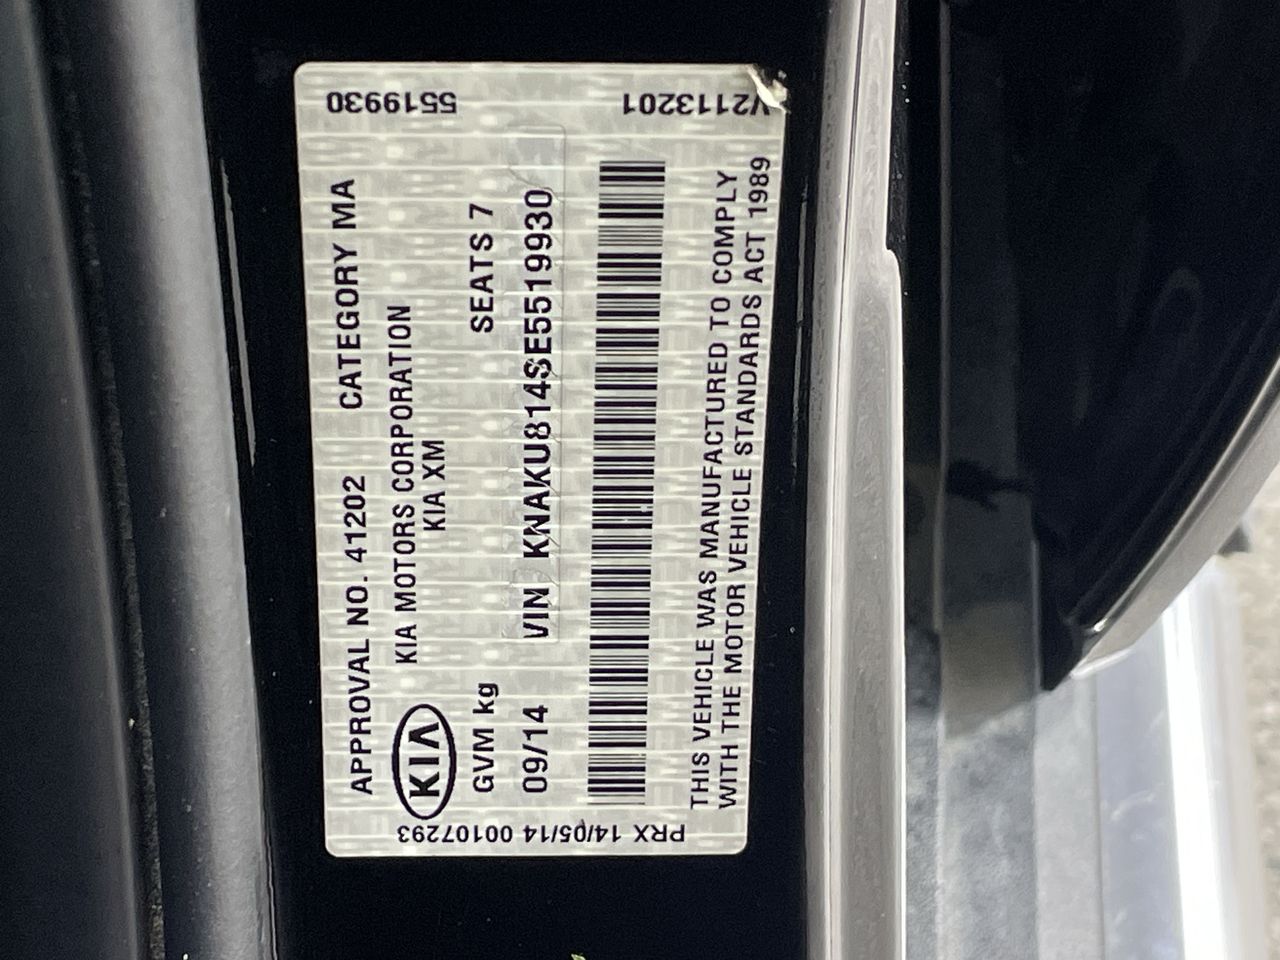 APPROVAL NO. 41202 CATEGORY MA
KIA MOTORS CORPORATION
KIA XM
KIA
GVM kg SEATS 7
09/14 VIN KNAKU814SE5519930
THIS VEHICLE WAS MANUFACTURED TO COMPLY
WITH THE MOTOR VEHICLE STANDARDS ACT 1989
PRX 14/05/14 00107293
5519930
V2113201